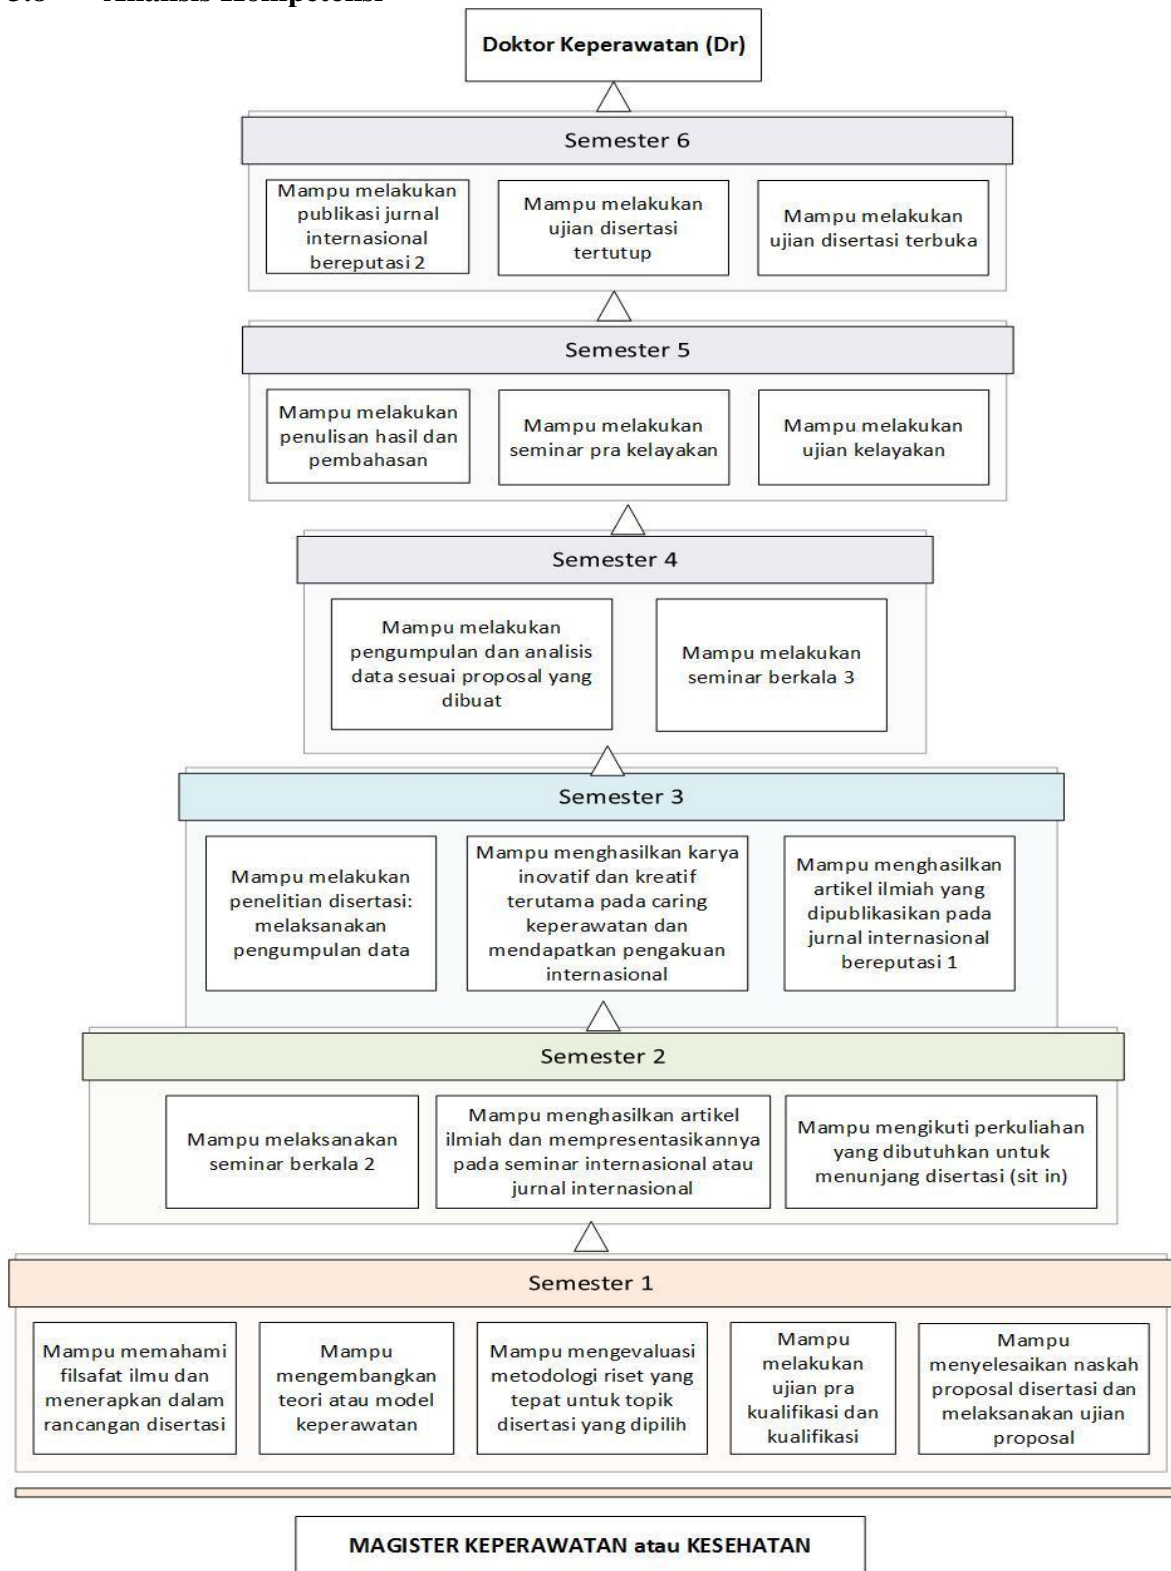 Doktor Keperawatan (Dr)
Semester 6
Mampu melakukan
publikasi jurnal
internasional
bereputasi 2
Mampu melakukan
ujian disertasi
tertutup
Mampu melakukan
ujian disertasi terbuka
Semester 5
Mampu melakukan
penulisan hasil dan
pembahasan
Mampu melakukan
seminar pra kelayakan
Mampu melakukan
ujian kelayakan
Semester 4
Mampu melakukan
pengumpulan dan analisis
data sesuai proposal yang
dibuat
Mampu melakukan
seminar berkala 3
Semester 3
Mampu melakukan
penelitian disertasi:
melaksanakan
pengumpulan data
Mampu menghasilkan karya
inovatif dan kreatif
terutama pada caring
keperawatan dan
mendapatkan pengakuan
internasional
Mampu menghasilkan
artikel ilmiah yang
dipublikasikan pada
jurnal internasional
bereputasi 1
Semester 2
Mampu melaksanakan
seminar berkala 2
Mampu menghasilkan artikel
ilmiah dan mempresentasikannya
pada seminar internasional atau
jurnal internasional
Mampu mengikuti perkuliahan
yang dibutuhkan untuk
menunjang disertasi (sit in)
Semester 1
Mampu memahami
filsafat ilmu dan
menerapkan dalam
rancangan disertasi
Mampu
mengembangkan
teori atau model
keperawatan
Mampu mengevaluasi
metodologi riset yang
tepat untuk topik
disertasi yang dipilih
Mampu
melakukan
ujian pra
kualifikasi dan
kualifikasi
Mampu
menyelesaikan naskah
proposal disertasi dan
melaksanakan ujian
proposal
MAGISTER KEPERAWATAN atau KESEHATAN